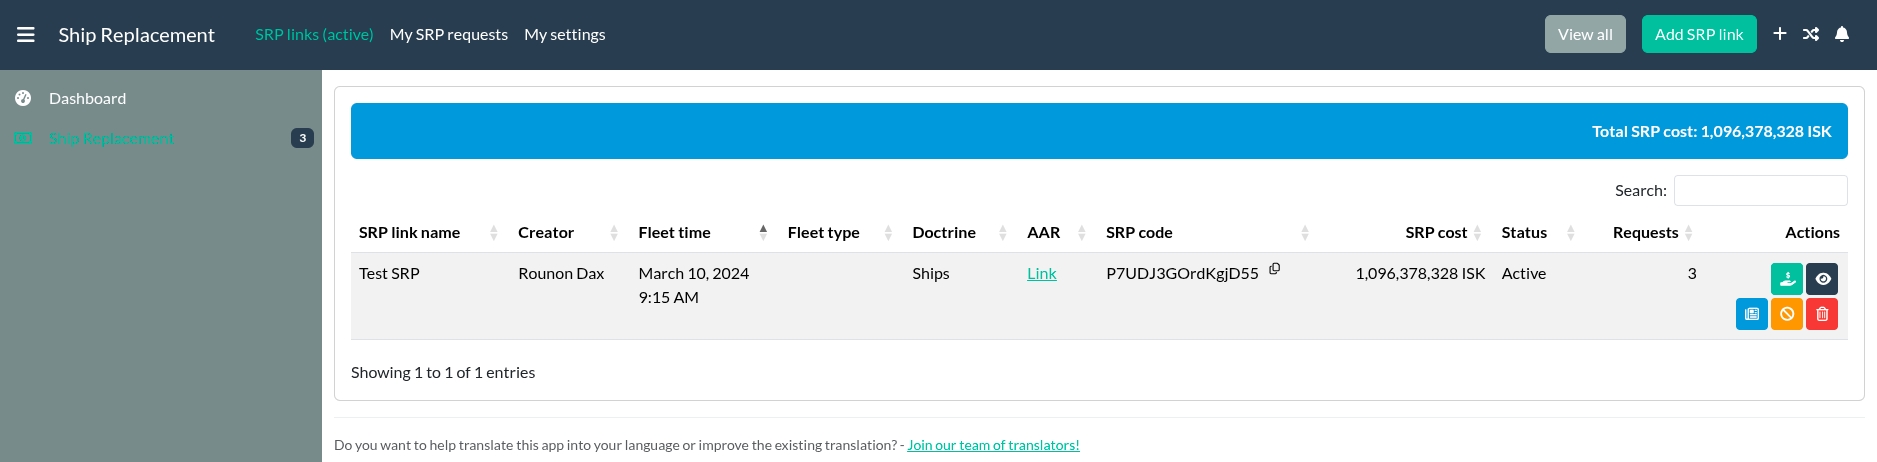 Ship Replacement SRP links (active) My SRP requests My settings View all Add SRP link
Dashboard
Ship Replacement 3
Total SRP cost: 1,096,378,328 ISK
Search:
SRP link name Creator Fleet time Fleet type Doctrine AAR SRP code SRP cost Status Requests Actions
Test SRP Rounon Dax March 10, 2024 Ships Link P7UDJ3GOrdKgjD55 1,096,378,328 ISK Active 3
9:15 AM
Showing 1 to 1 of 1 entries
Do you want to help translate this app into your language or improve the existing translation? - Join our team of translators!